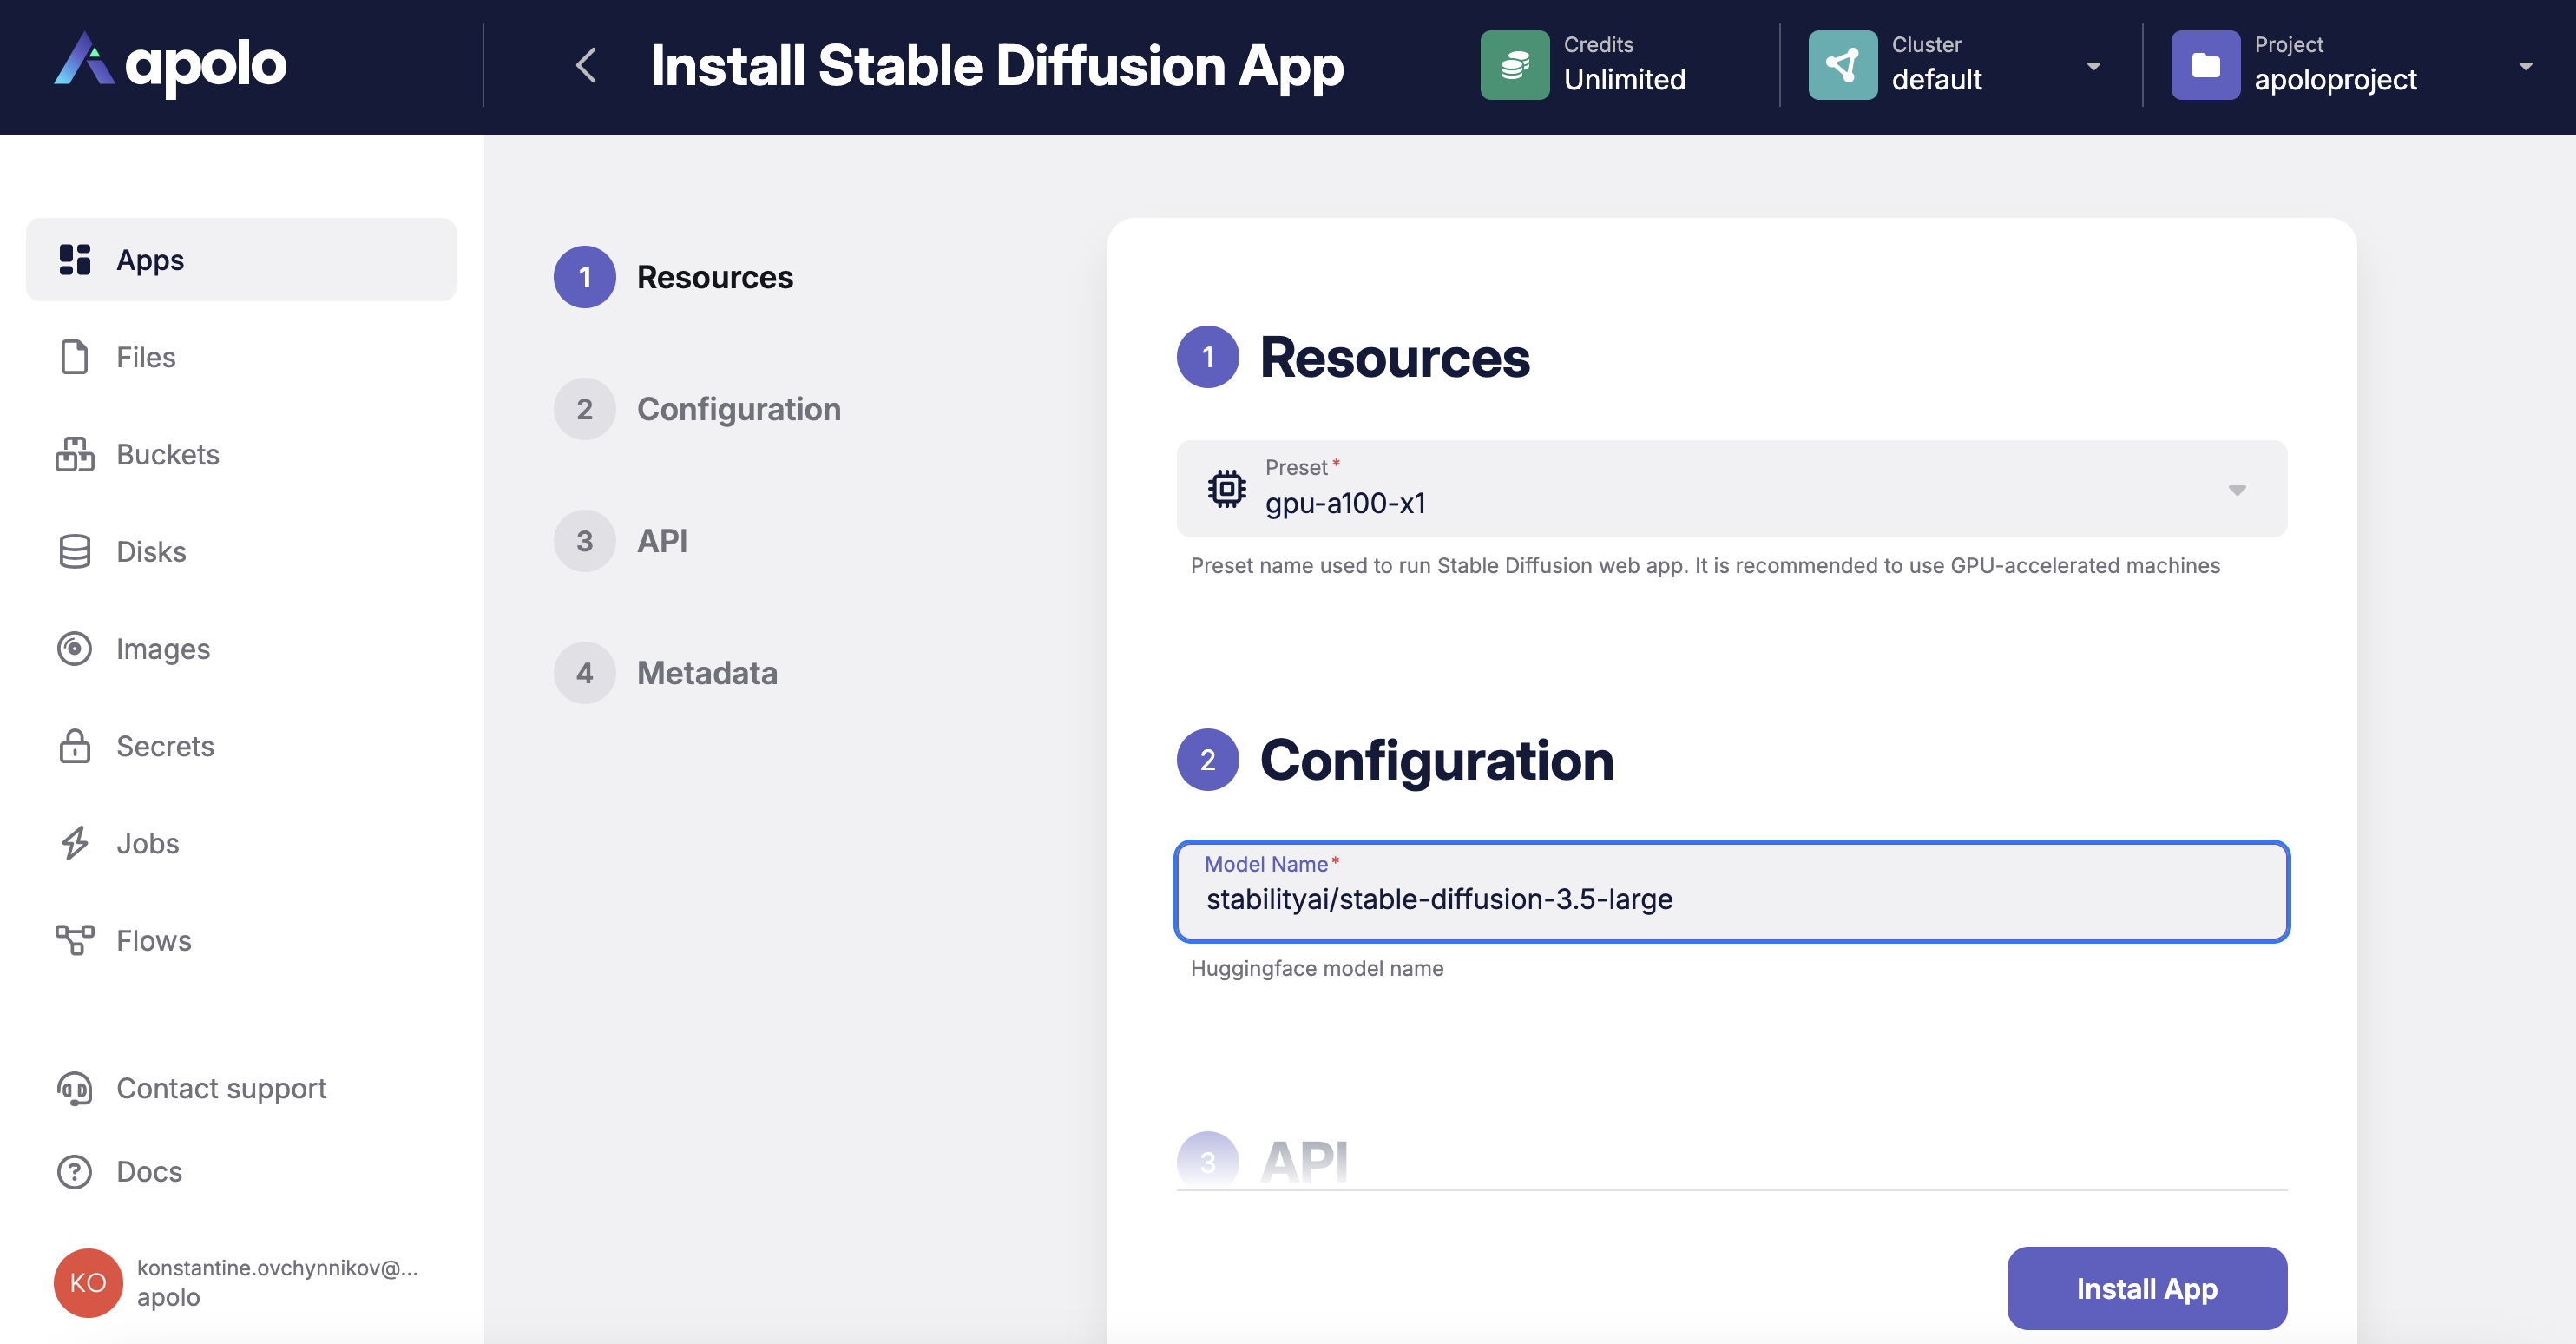 apolo
Install Stable Diffusion App
Credits
Unlimited
Cluster
default
Project
apoloproject
Apps
Files
Buckets
Disks
Images
Secrets
Jobs
Flows
Contact support
Docs
KO
konstantine.ovchynnikov@...
apolo
1 Resources
2 Configuration
3 API
4 Metadata
1 Resources
Preset*
gpu-a100-x1
Preset name used to run Stable Diffusion web app. It is recommended to use GPU-accelerated machines
2 Configuration
Model Name*
stabilityai/stable-diffusion-3.5-large
Huggingface model name
3 API
Install App